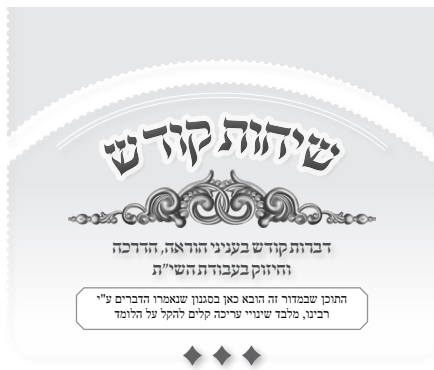 שיחות קודש
דברות קודש בעניני הוראה, הדרכה
וחיזוק בעבודת השי"ת
התוכן שבמדור זה הובא כאן בסגנון שנאמרו הדברים ע"י
רבינו, מלבד שינויי עריכה קלים להקל על הלומד